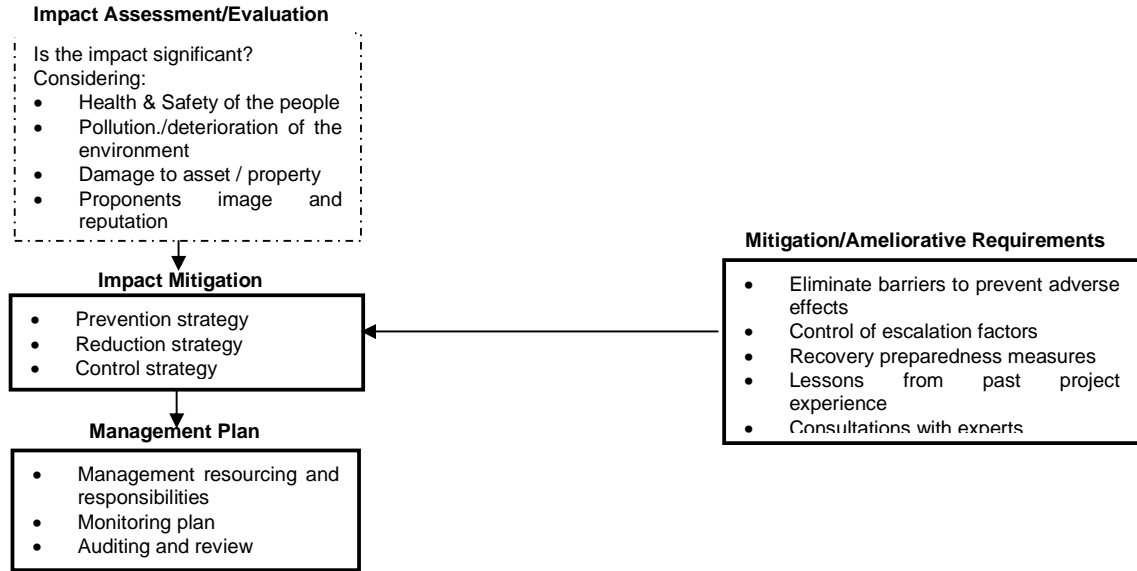 Impact Assessment/Evaluation
Is the impact significant?
Considering:
• Health & Safety of the people
• Pollution./deterioration of the
environment
• Damage to asset / property
• Proponents image and
reputation
Impact Mitigation
• Prevention strategy
• Reduction strategy
• Control strategy
Management Plan
• Management resourcing and
responsibilities
• Monitoring plan
• Auditing and review
Mitigation/Ameliorative Requirements
• Eliminate barriers to prevent adverse
effects
• Control of escalation factors
• Recovery preparedness measures
• Lessons from past project
experience
• Consultations with experts